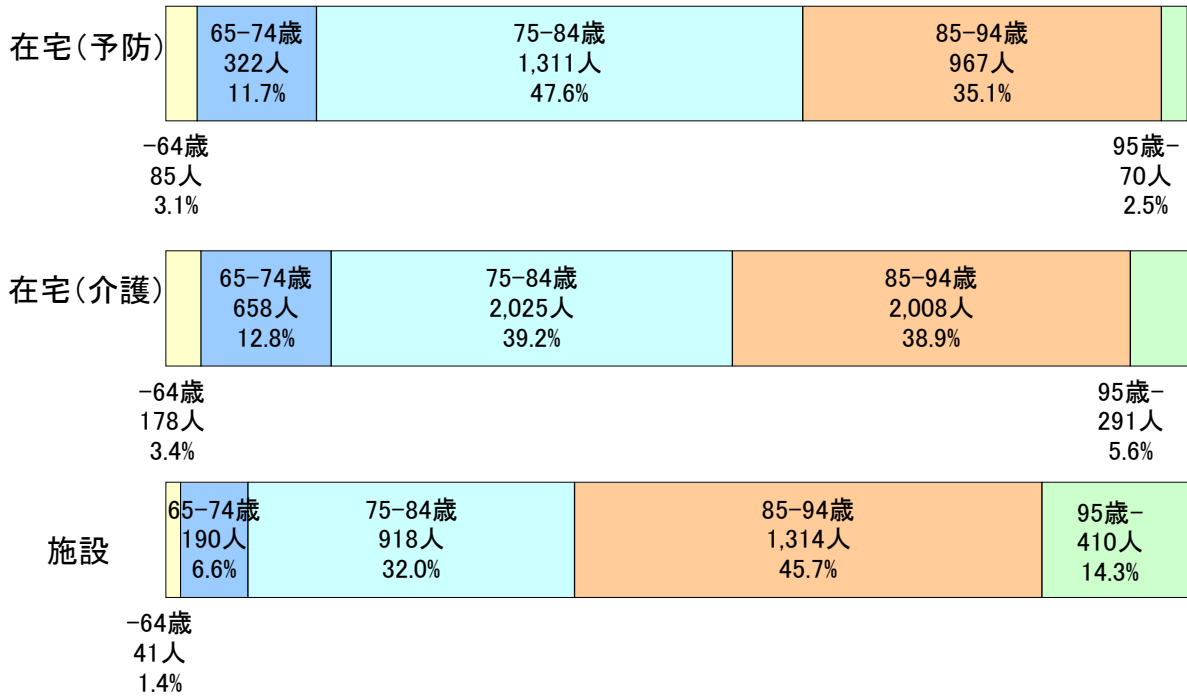 在宅(予防)
65-74歳
322人
11.7%
75-84歳
1,311人
47.6%
85-94歳
967人
35.1%
-64歳
85人
3.1%
95歳-
70人
2.5%
在宅(介護)
65-74歳
658人
12.8%
75-84歳
2,025人
39.2%
85-94歳
2,008人
38.9%
-64歳
178人
3.4%
95歳-
291人
5.6%
施設
65-74歳
190人
6.6%
75-84歳
918人
32.0%
85-94歳
1,314人
45.7%
95歳-
410人
14.3%
-64歳
41人
1.4%